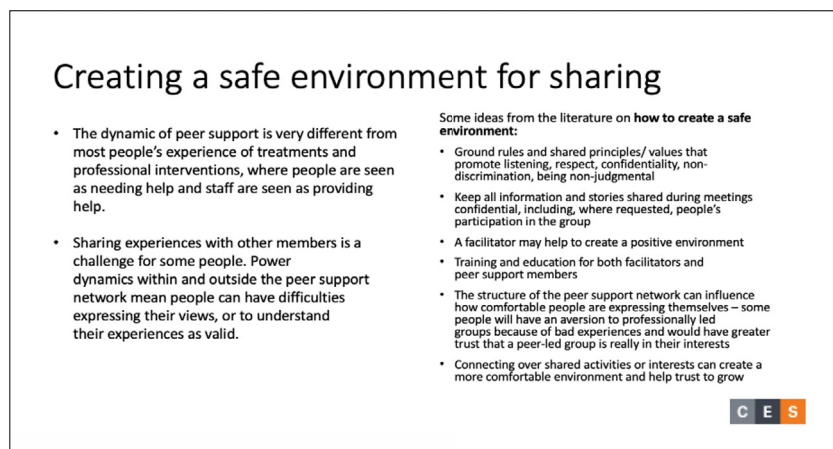 Creating a safe environment for sharing
• The dynamic of peer support is very different from
most people's experience of treatments and
professional interventions, where people are seen
as needing help and staff are seen as providing
help.
• Sharing experiences with other members is a
challenge for some people. Power
dynamics within and outside the peer support
network mean people can have difficulties
expressing their views, or to understand
their experiences as valid.
Some ideas from the literature on how to create a safe
environment:
• Ground rules and shared principles/ values that
promote listening, respect, confidentiality, non-
discrimination, being non-judgmental
• Keep all information and stories shared during meetings
confidential, including, where requested, people's
participation in the group
• A facilitator may help to create a positive environment
• Training and education for both facilitators and
peer support members
• The structure of the peer support network can influence
how comfortable people are expressing themselves – some
people will have an aversion to professionally led
groups because of bad experiences and would have greater
trust that a peer-led group is really in their interests
• Connecting over shared activities or interests can create a
more comfortable environment and help trust to grow
C E S